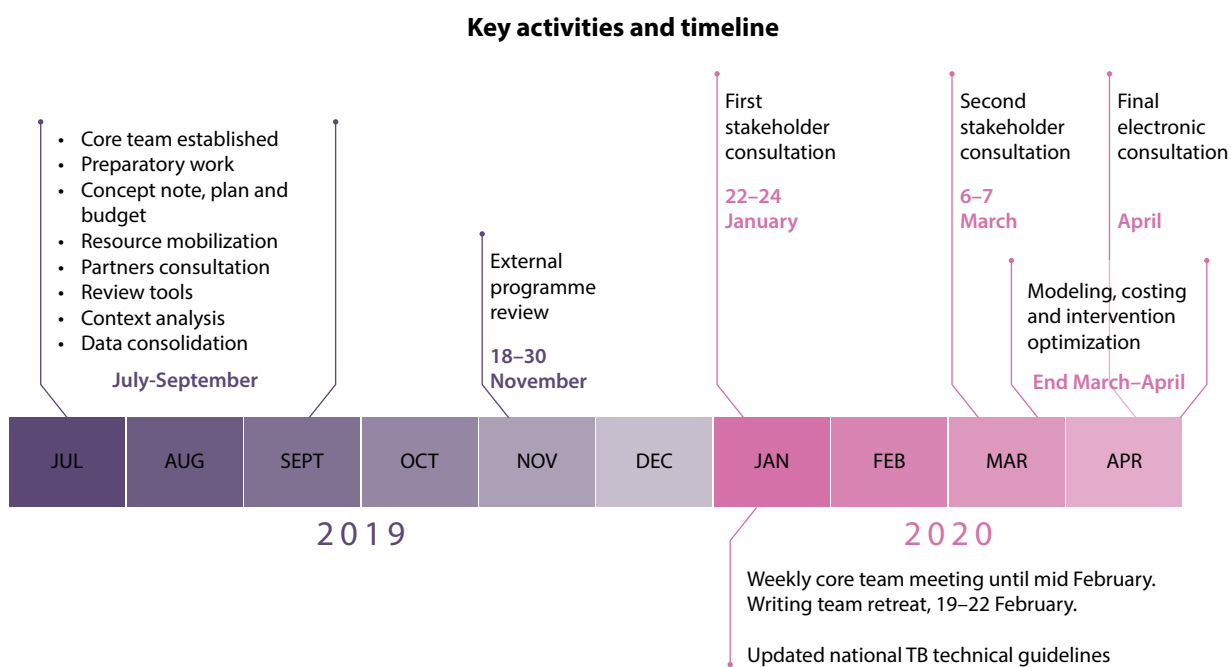 Key activities and timeline
• Core team established
• Preparatory work
• Concept note, plan and
budget
• Resource mobilization
• Partners consultation
• Review tools
• Context analysis
• Data consolidation
July-September
External
programme
review
18–30
November
First
stakeholder
consultation
22–24
January
Second
stakeholder
consultation
6–7
March
Final
electronic
consultation
April
Modeling, costing
and intervention
optimization
End March–April
JUL AUG SEPT OCT NOV DEC JAN FEB MAR APR
2019 2020
Weekly core team meeting until mid February.
Writing team retreat, 19–22 February.
Updated national TB technical guidelines